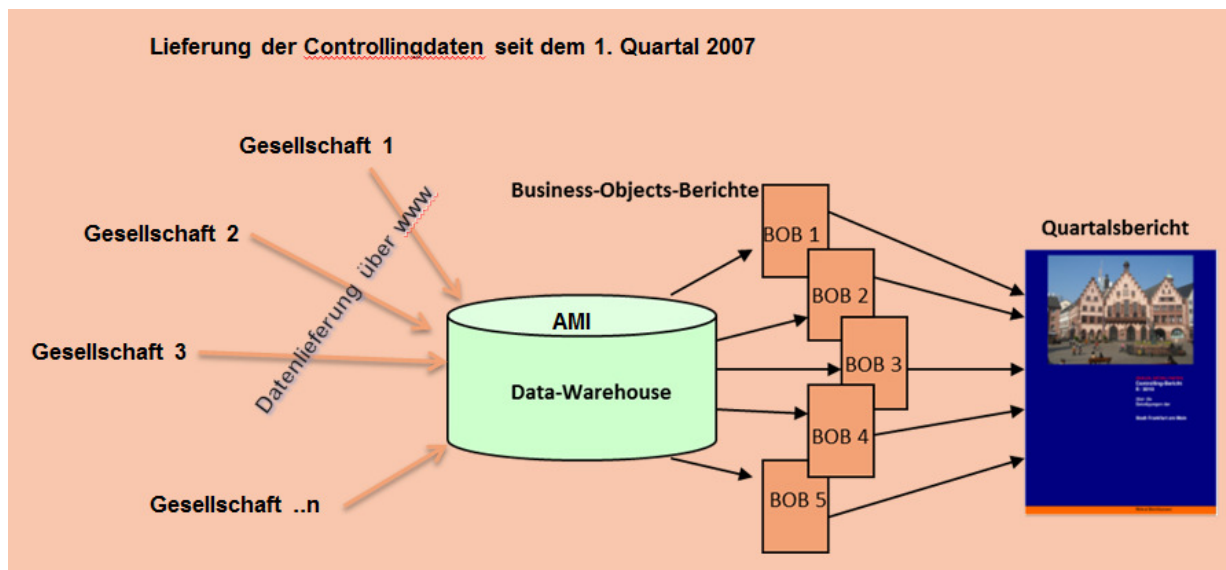 Lieferung der Controllingdaten seit dem 1. Quartal 2007
Gesellschaft 1
Gesellschaft 2
Gesellschaft 3
Gesellschaft ..n
Datenlieferung über www
AMI
Data-Warehouse
Business-Objects-Berichte
BOB 1
BOB 2
BOB 3
BOB 4
BOB 5
Quartalsbericht
Controlling-Bericht
Stadt Frankfurt am Main